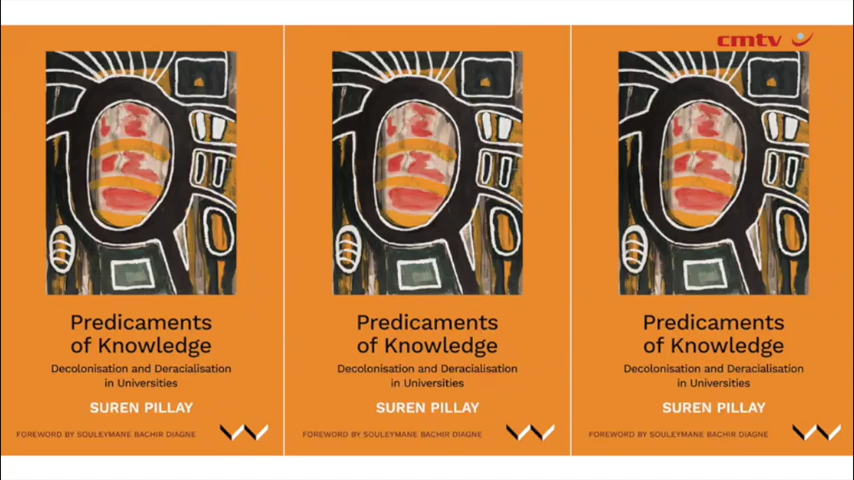 cmtv
Predicaments
of Knowledge
Decolonisation and Deracialisation
in Universities
SUREN PILLAY
FOREWORD BY SOULEYMANE BACHIR DIAGNE
Predicaments
of Knowledge
Decolonisation and Deracialisation
in Universities
SUREN PILLAY
FOREWORD BY SOULEYMANE BACHIR DIAGNE
Predicaments
of Knowledge
Decolonisation and Deracialisation
in Universities
SUREN PILLAY
FOREWORD BY SOULEYMANE BACHIR DIAGNE